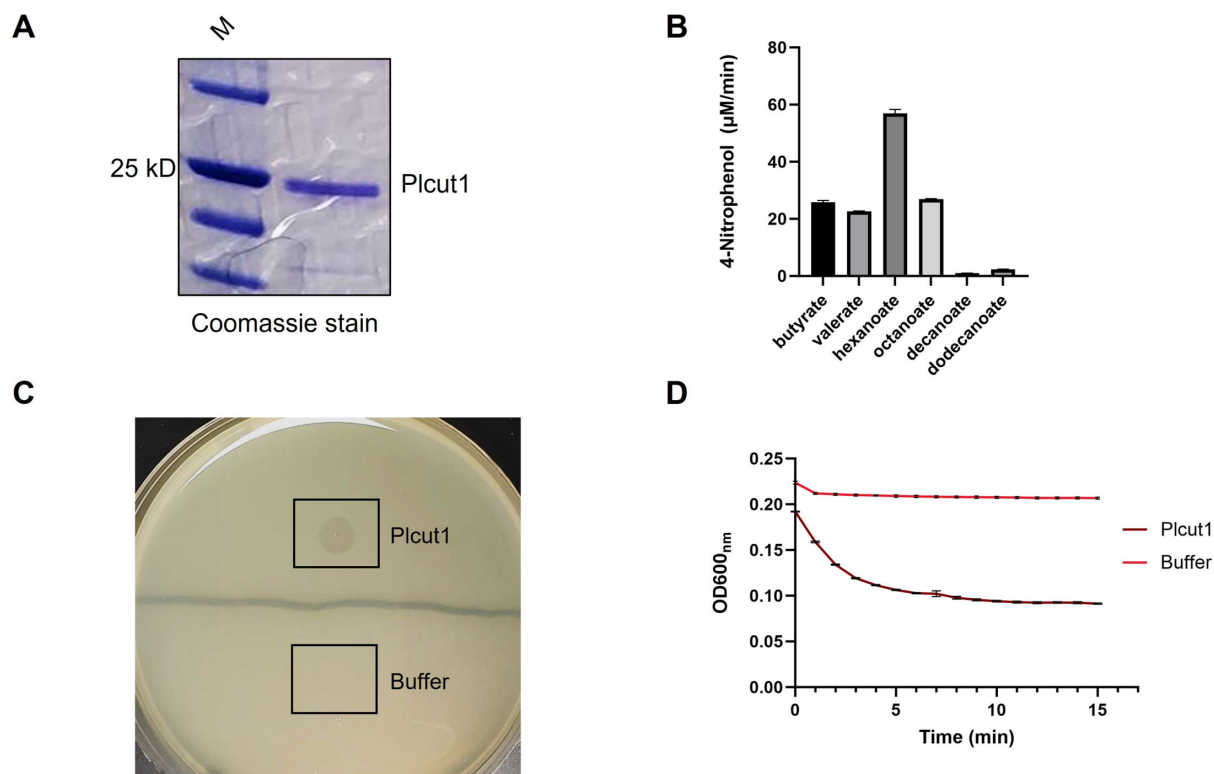 A
M
25 kD
Plcut1
Coomassie stain
B
4-Nitrophenol (µM/min)
80
60
40
20
0
butyrate
valerate
hexanoate
octanoate
decanoate
dodecanoate
C
Plcut1
Buffer
D
OD600nm
0.25
0.20
0.15
0.10
0.05
0.00
0
5
10
15
Time (min)
Plcut1
Buffer